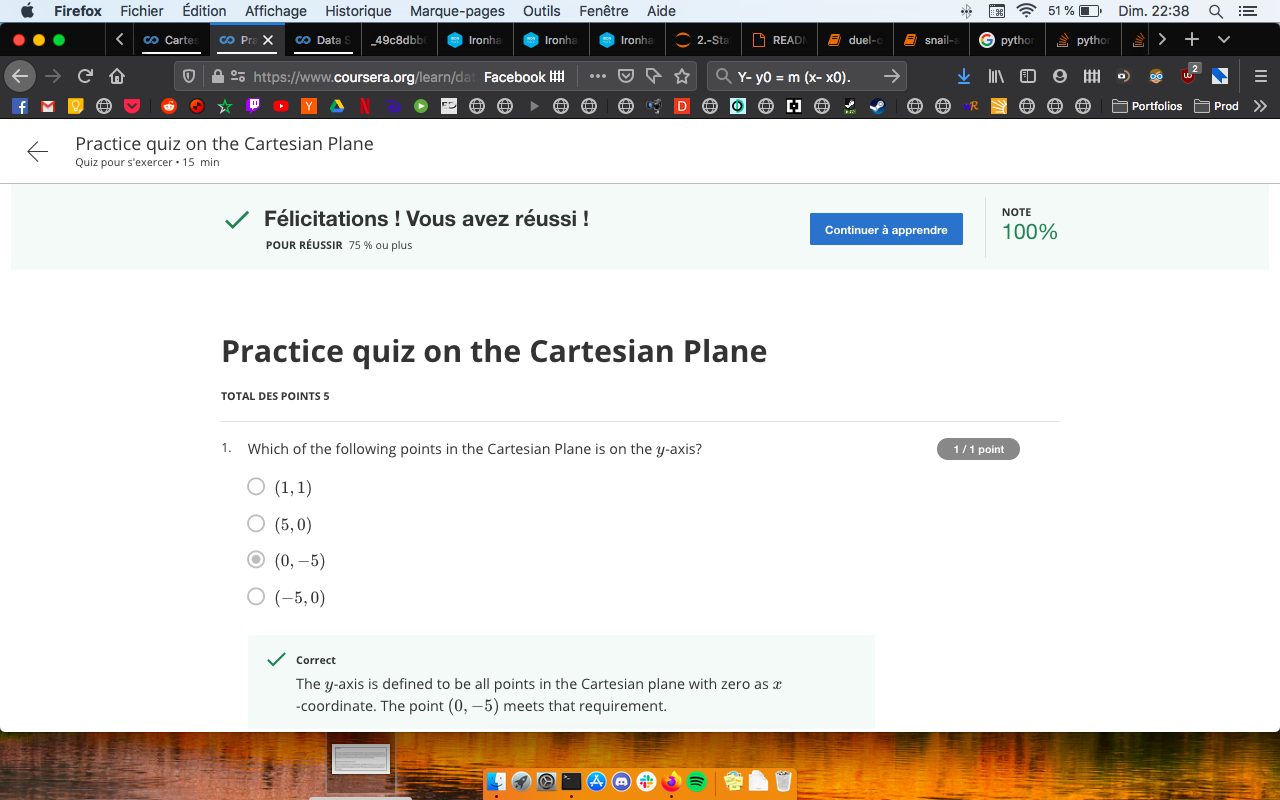 Firefox Fichier Édition Affichage Historique Marque-pages Outils Fenêtre Aide 51 % Dim. 22:38
Cartes Pra Data S _49c8dbb Ironha Ironha Ironha 2.-Sta READ duel- snail- python python
https://www.coursera.org/learn/dat Facebook Y- y0 = m (x- x0). 2
Portfolios Prod
Practice quiz on the Cartesian Plane
Quiz pour s'exercer • 15 min
Félicitations ! Vous avez réussi !
POUR RÉUSSIR 75 % ou plus
Continuer à apprendre
NOTE
100%
Practice quiz on the Cartesian Plane
TOTAL DES POINTS 5
1. Which of the following points in the Cartesian Plane is on the y-axis?
1 / 1 point
(1, 1)
(5, 0)
(0, −5)
(−5, 0)
Correct
The y-axis is defined to be all points in the Cartesian plane with zero as x
-coordinate. The point (0, −5) meets that requirement.